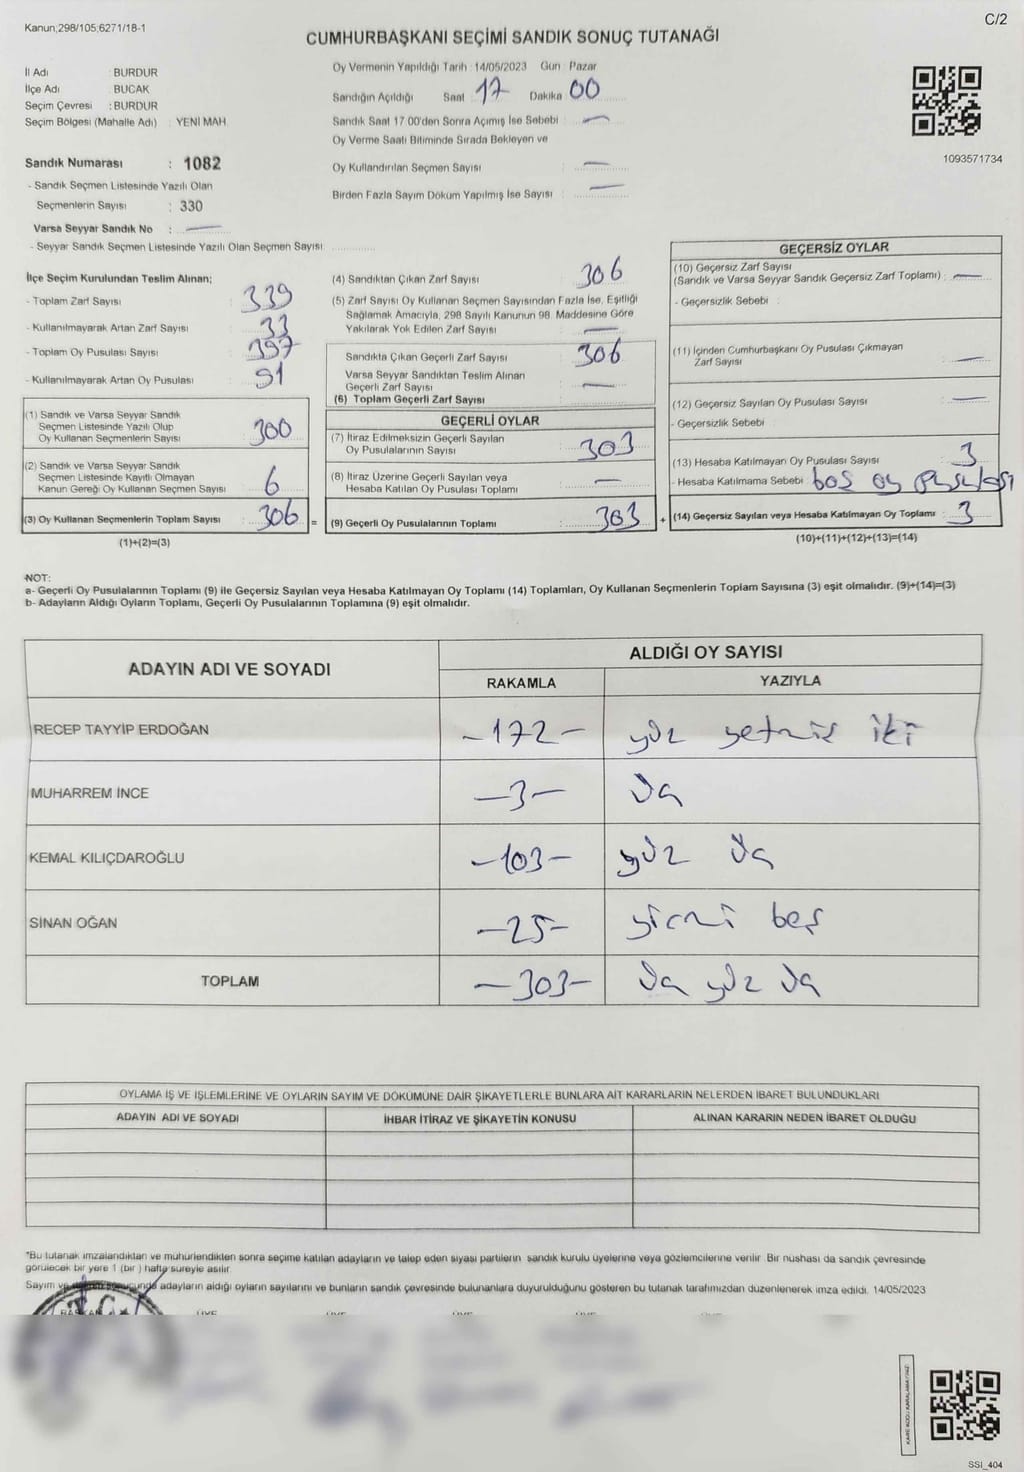 Kanun;298/105;6271/18-1
C/2
CUMHURBAŞKANI SEÇİMİ SANDIK SONUÇ TUTANAĞI
İl Adı : BURDUR
İlçe Adı : BUCAK
Seçim Çevresi : BURDUR
Seçim Bölgesi (Mahalle Adı) : YENİ MAH.
Oy Vermenin Yapıldığı Tarih :14/05/2023 Gün : Pazar
Sandığın Açıldığı Saat 17 Dakika 00
Sandık Saat 17.00'den Sonra Açımış İse Sebebi : —
Oy Verme Saati Bitiminde Sırada Bekleyen ve
Oy Kullandırılan Seçmen Sayısı : —
Birden Fazla Sayım Döküm Yapılmış İse Sayısı : —
1093571734
Sandık Numarası : 1082
- Sandık Seçmen Listesinde Yazılı Olan
Seçmenlerin Sayısı : 330
Varsa Seyyar Sandık No : —
- Seyyar Sandık Seçmen Listesinde Yazılı Olan Seçmen Sayısı :
İlçe Seçim Kurulundan Teslim Alınan;
- Toplam Zarf Sayısı : 339
- Kullanılmayarak Artan Zarf Sayısı : 33
- Toplam Oy Pusulası Sayısı : 397
- Kullanılmayarak Artan Oy Pusulası : 91
(1) Sandık ve Varsa Seyyar Sandık
Seçmen Listesinde Yazılı Olup
Oy Kullanan Seçmenlerin Sayısı : 300
(2) Sandık ve Varsa Seyyar Sandık
Seçmen Listesinde Kayıtlı Olmayan
Kanun Gereği Oy Kullanan Seçmen Sayısı : 6
(3) Oy Kullanan Seçmenlerin Toplam Sayısı : 306 =
(1)+(2)=(3)
(4) Sandıktan Çıkan Zarf Sayısı : 306
(5) Zarf Sayısı Oy Kullanan Seçmen Sayısından Fazla İse, Eşitliği
Sağlamak Amacıyla, 298 Sayılı Kanunun 98. Maddesine Göre
Yakılarak Yok Edilen Zarf Sayısı : —
Sandıkta Çıkan Geçerli Zarf Sayısı : 306
Varsa Seyyar Sandıktan Teslim Alınan
Geçerli Zarf Sayısı : —
(6) Toplam Geçerli Zarf Sayısı :
GEÇERLİ OYLAR
(7) İtiraz Edilmeksizin Geçerli Sayılan
Oy Pusulasının Sayısı : 303
(8) İtiraz Üzerine Geçerli Sayılan veya
Hesaba Katılan Oy Pusulası Toplamı : —
(9) Geçerli Oy Pusulalarının Toplamı : 303 +
GEÇERSİZ OYLAR
(10) Geçersiz Zarf Sayısı
(Sandık ve Varsa Seyyar Sandık Geçersiz Zarf Toplamı) : —
- Geçersizlik Sebebi :
(11) İçinden Cumhurbaşkanı Oy Pusulası Çıkmayan
Zarf Sayısı : —
(12) Geçersiz Sayılan Oy Pusulası Sayısı : —
- Geçersizlik Sebebi :
(13) Hesaba Katılmayan Oy Pusulası Sayısı : 3
- Hesaba Katılmama Sebebi : boş oy pusulası
(14) Geçersiz Sayılan veya Hesaba Katılmayan Oy Toplamı : 3
(10)+(11)+(12)+(13)=(14)
NOT:
a- Geçerli Oy Pusulalarının Toplamı (9) ile Geçersiz Sayılan veya Hesaba Katılmayan Oy Toplamı (14) Toplamları, Oy Kullanan Seçmenlerin Toplam Sayısına (3) eşit olmalıdır. (9)+(14)=(3)
b- Adayların Aldığı Oyların Toplamı, Geçerli Oy Pusulalarının Toplamına (9) eşit olmalıdır.
ADAYIN ADI VE SOYADI ALDIĞI OY SAYISI
RAKAMLA YAZIYLA
RECEP TAYYİP ERDOĞAN -172- yüz yetmiş iki
MUHARREM İNCE -3- üç
KEMAL KILIÇDAROĞLU -103- yüz üç
SİNAN OĞAN -25- yirmi beş
TOPLAM -303- üç yüz üç
OYLAMA İŞ VE İŞLEMLERİNE VE OYLARIN SAYIM VE DÖKÜMÜNE DAİR ŞİKAYETLERLE BUNLARA AİT KARARLARIN NELERDEN İBARET BULUNDUKLARI
ADAYIN ADI VE SOYADI İHBAR İTİRAZ VE ŞİKAYETİN KONUSU ALINAN KARARIN NEDEN İBARET OLDUĞU
*Bu tutanak imzalandıktan ve mühürlendikten sonra seçime katılan adayların ve talep eden siyasi partilerin sandık kurulu üyelerine veya gözlemcilerine verilir. Bir nüshası da sandık çevresinde
görülecek bir yere 1 (bir) hafta süreyle asılır.
Sayım ve sonucunda adayların aldığı oyların sayılarını ve bunların sandık çevresinde bulunanlara duyurulduğunu gösteren bu tutanak tarafımızdan düzenlenerek imza edildi. 14/05/2023
SSİ_404